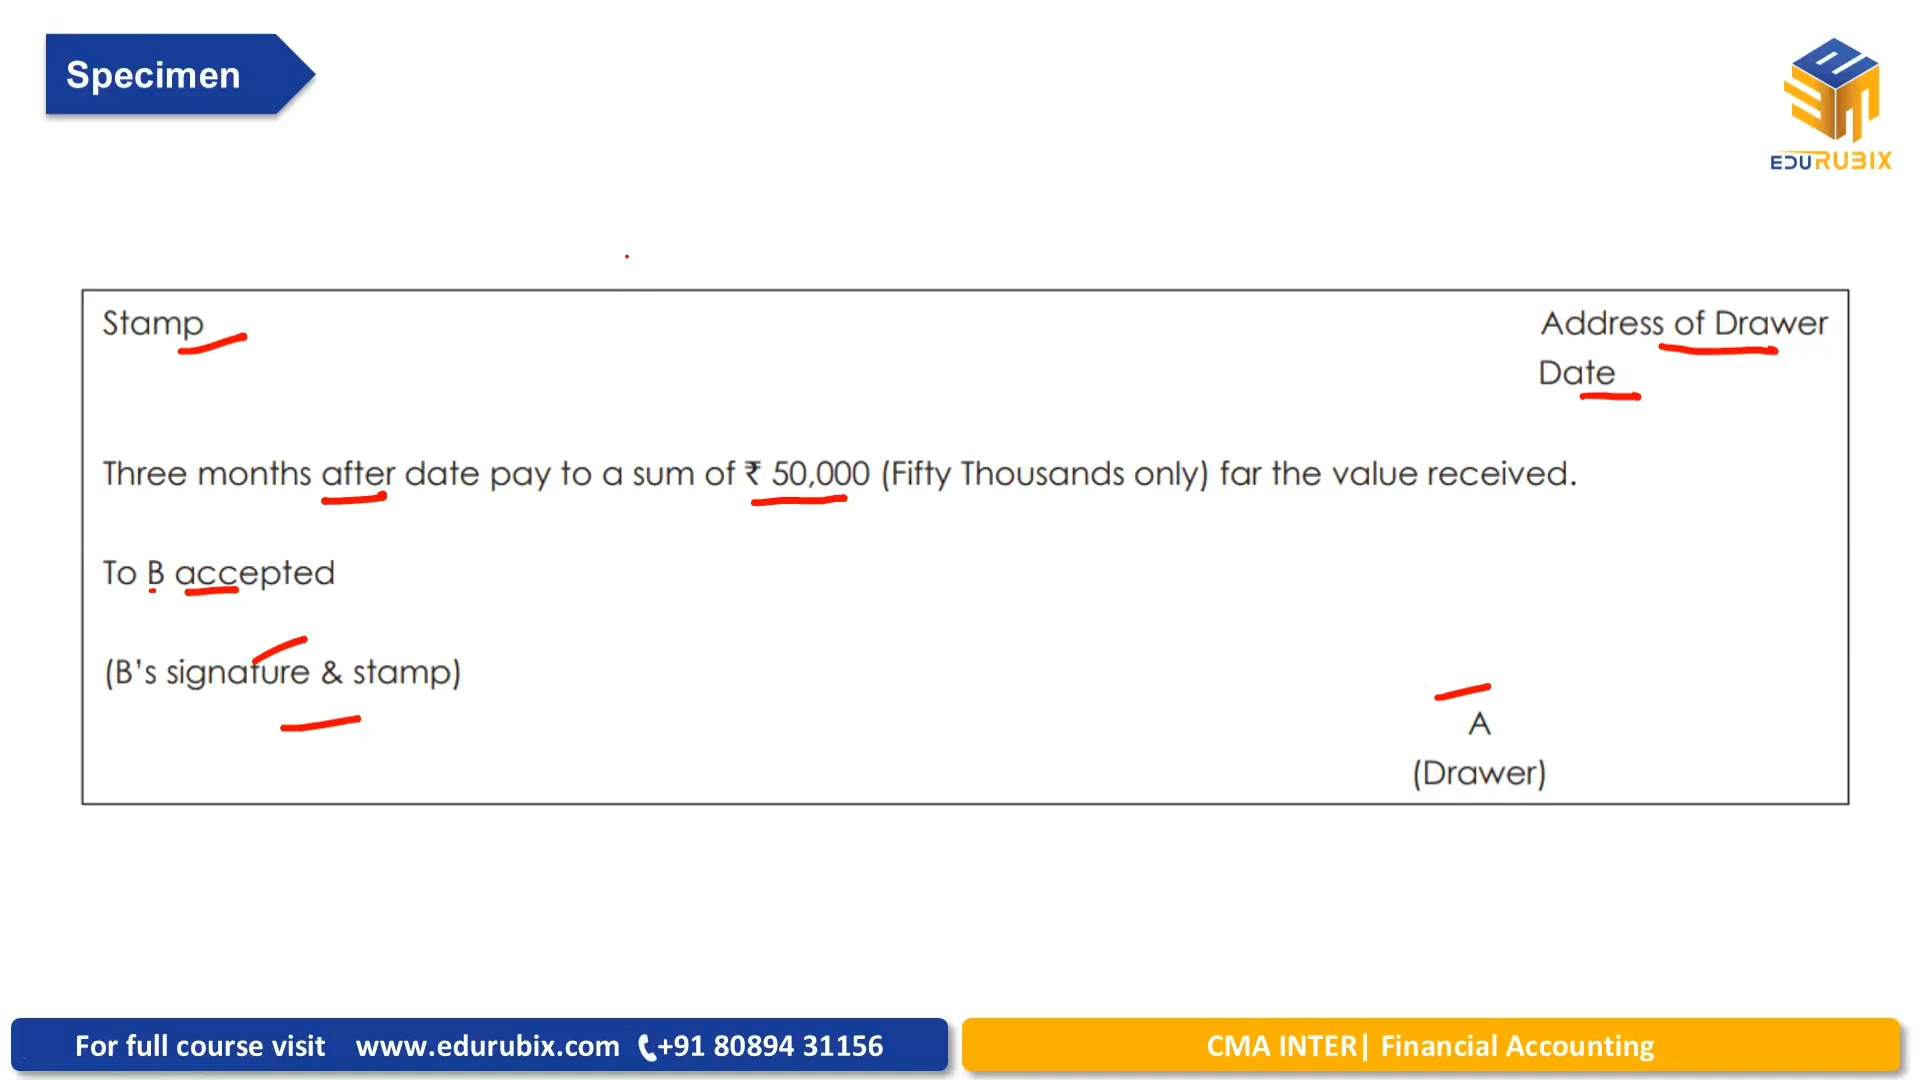 Specimen
EDURUBIX
Stamp
Address of Drawer
Date
Three months after date pay to a sum of ₹ 50,000 (Fifty Thousands only) far the value received.
To B accepted
(B's signature & stamp)
A
(Drawer)
For full course visit www.edurubix.com +91 80894 31156
CMA INTER| Financial Accounting